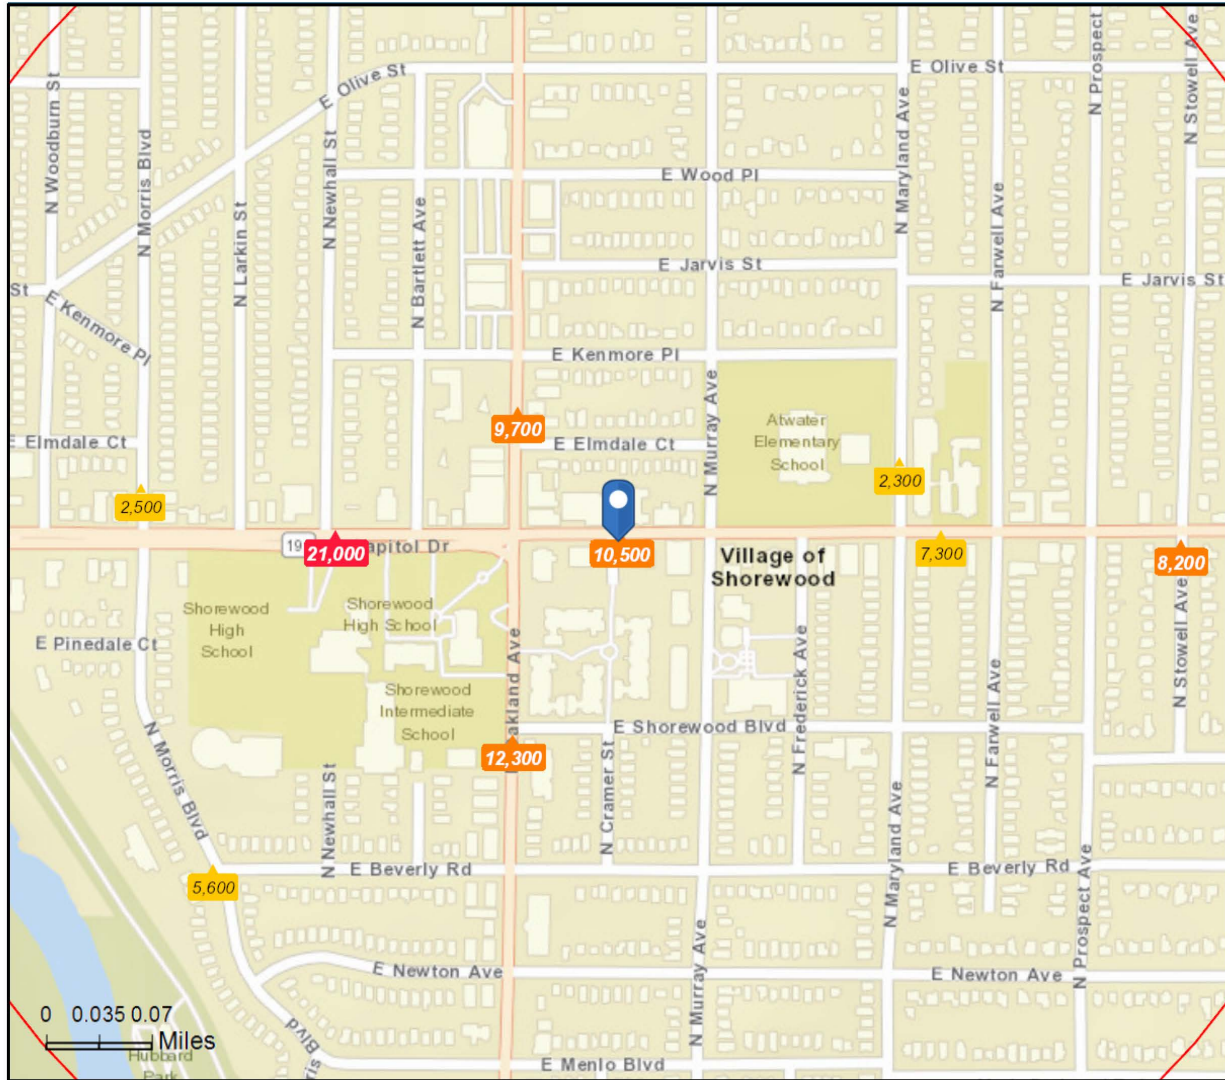 N Prospect
N Stowell Ave
E Olive St
E Olive St
N Woodburn St
N Morris Blvd
N Maryland Ave
N Newhall St
E Wood Pl
N Larkin St
N Bartlett Ave
N Farwell Ave
E Jarvis St
E Jarvis St
St
E Kenmore Pl
E Kenmore Pl
N Murray Ave
9,700
Atwater
Elementary
School
E Elmdale Ct
E Elmdale Ct
2,300
2,500
19
21,000
apitol Dr
10,500
7,300
8,200
Village of
Shorewood
Shorewood
High
School
Shorewood
High School
E Pinedale Ct
akland Ave
N Frederick Ave
N Farwell Ave
N Stowell Ave
Shorewood
Intermediate
School
E Shorewood Blvd
N Morris Blvd
12,300
N Newhall St
N Cramer St
N Maryland Ave
N Prospect Ave
E Beverly Rd
E Beverly Rd
5,600
N Murray Ave
E Newton Ave
E Newton Ave
0 0.035 0.07
Miles
Hubbard
Park
ris Blvd
E Menlo Blvd